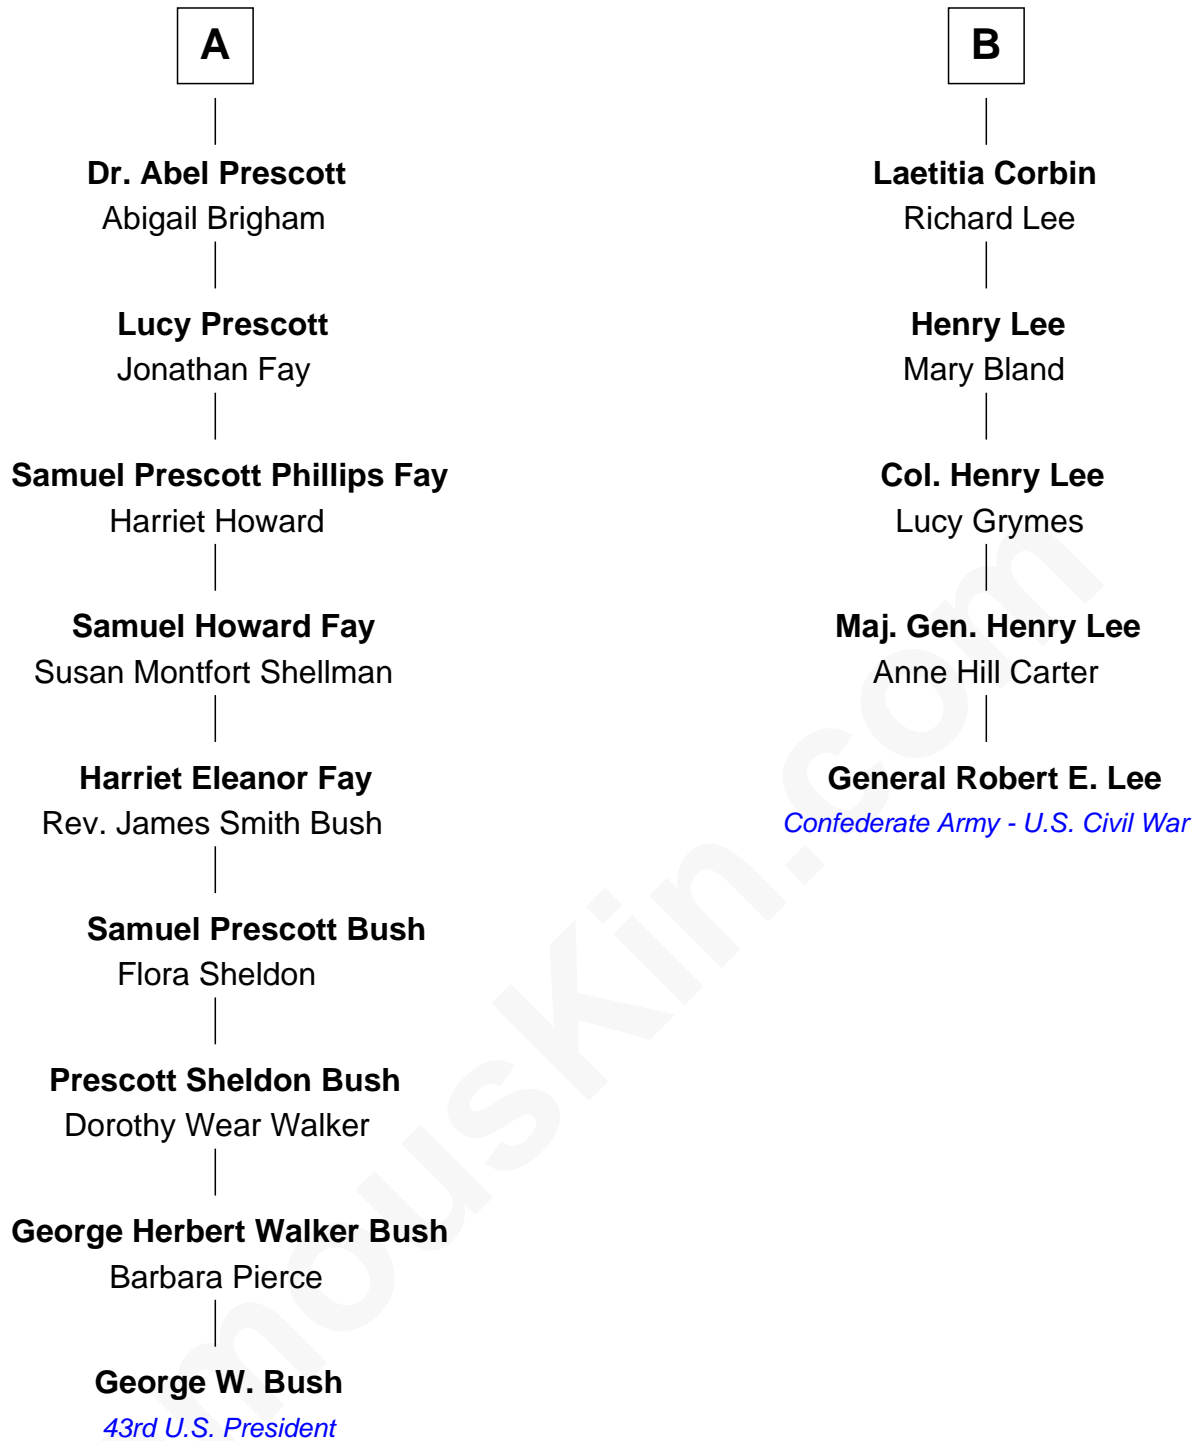 A
Dr. Abel Prescott
Abigail Brigham
Lucy Prescott
Jonathan Fay
Samuel Prescott Phillips Fay
Harriet Howard
Samuel Howard Fay
Susan Montfort Shellman
Harriet Eleanor Fay
Rev. James Smith Bush
Samuel Prescott Bush
Flora Sheldon
Prescott Sheldon Bush
Dorothy Wear Walker
George Herbert Walker Bush
Barbara Pierce
George W. Bush
43rd U.S. President
B
Laetitia Corbin
Richard Lee
Henry Lee
Mary Bland
Col. Henry Lee
Lucy Grymes
Maj. Gen. Henry Lee
Anne Hill Carter
General Robert E. Lee
Confederate Army - U.S. Civil War
mousKin.com